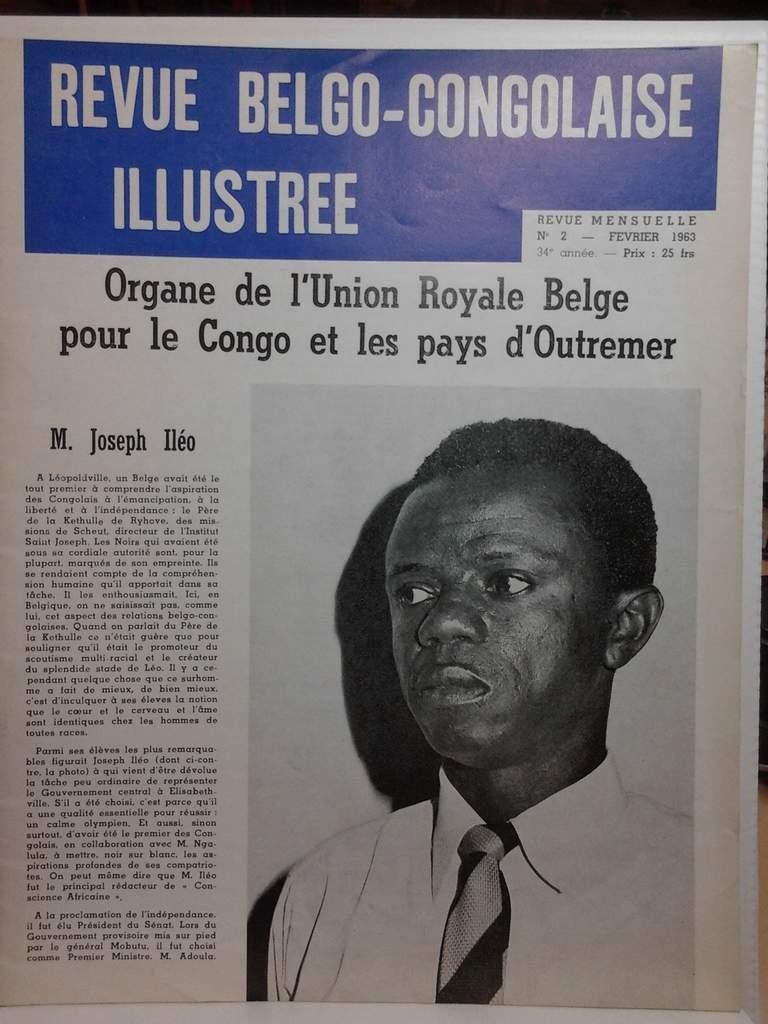 REVUE BELGO-CONGOLAISE
ILLUSTREE
REVUE MENSUELLE
N° 2 — FEVRIER 1963
34e année. — Prix : 25 frs
Organe de l'Union Royale Belge
pour le Congo et les pays d'Outremer
M. Joseph Iléo
A Léopoldville, un Belge avait été le
tout premier à comprendre l'aspiration
des Congolais à l'émancipation, à la
liberté et à l'indépendance : le Père
de la Kethulle de Ryhove, des mis-
sions de Scheut, directeur de l'Institut
Saint Joseph. Les Noirs qui avaient été
sous sa cordiale autorité sont, pour la
plupart, marqués de son empreinte. Ils
se rendaient compte de la compréhen-
sion humaine qu'il apportait dans sa
tâche. Il les enthousiasmait. Ici, en
Belgique, on ne saisissait pas, comme
lui, cet aspect des relations belgo-con-
golaises. Quand on parlait du Père de
la Kethulle ce n'était guère que pour
souligner qu'il était le promoteur du
scoutisme multi-racial et le créateur
du splendide stade de Léo. Il y a ce-
pendant quelque chose que ce surhom-
me a fait de mieux, de bien mieux,
c'est d'inculquer à ses éleves la notion
que le cœur et le cerveau et l'âme
sont identiques chez les hommes de
toutes races.
Parmi ses élèves les plus remarqua-
bles figurait Joseph Iléo (dont ci-con-
tre, la photo) à qui vient d'être dévolue
la tâche peu ordinaire de représenter
le Gouvernement central à Elisabeth-
ville. S'il a été choisi, c'est parce qu'il
a une qualité essentielle pour réussir :
un calme olympien. Et aussi, sinon
surtout, d'avoir été le premier des Con-
golais, en collaboration avec M. Nga-
lula, à mettre, noir sur blanc, les as-
pirations profondes de ses compatrio-
tes. On peut même dire que M. Iléo
fut le principal rédacteur de « Con-
science Africaine ».
A la proclamation de l'indépendance,
il fut élu Président du Sénat. Lors du
Gouvernement provisoire mis sur pied
par le général Mobutu, il fut choisi
comme Premier Ministre. M. Adoula,